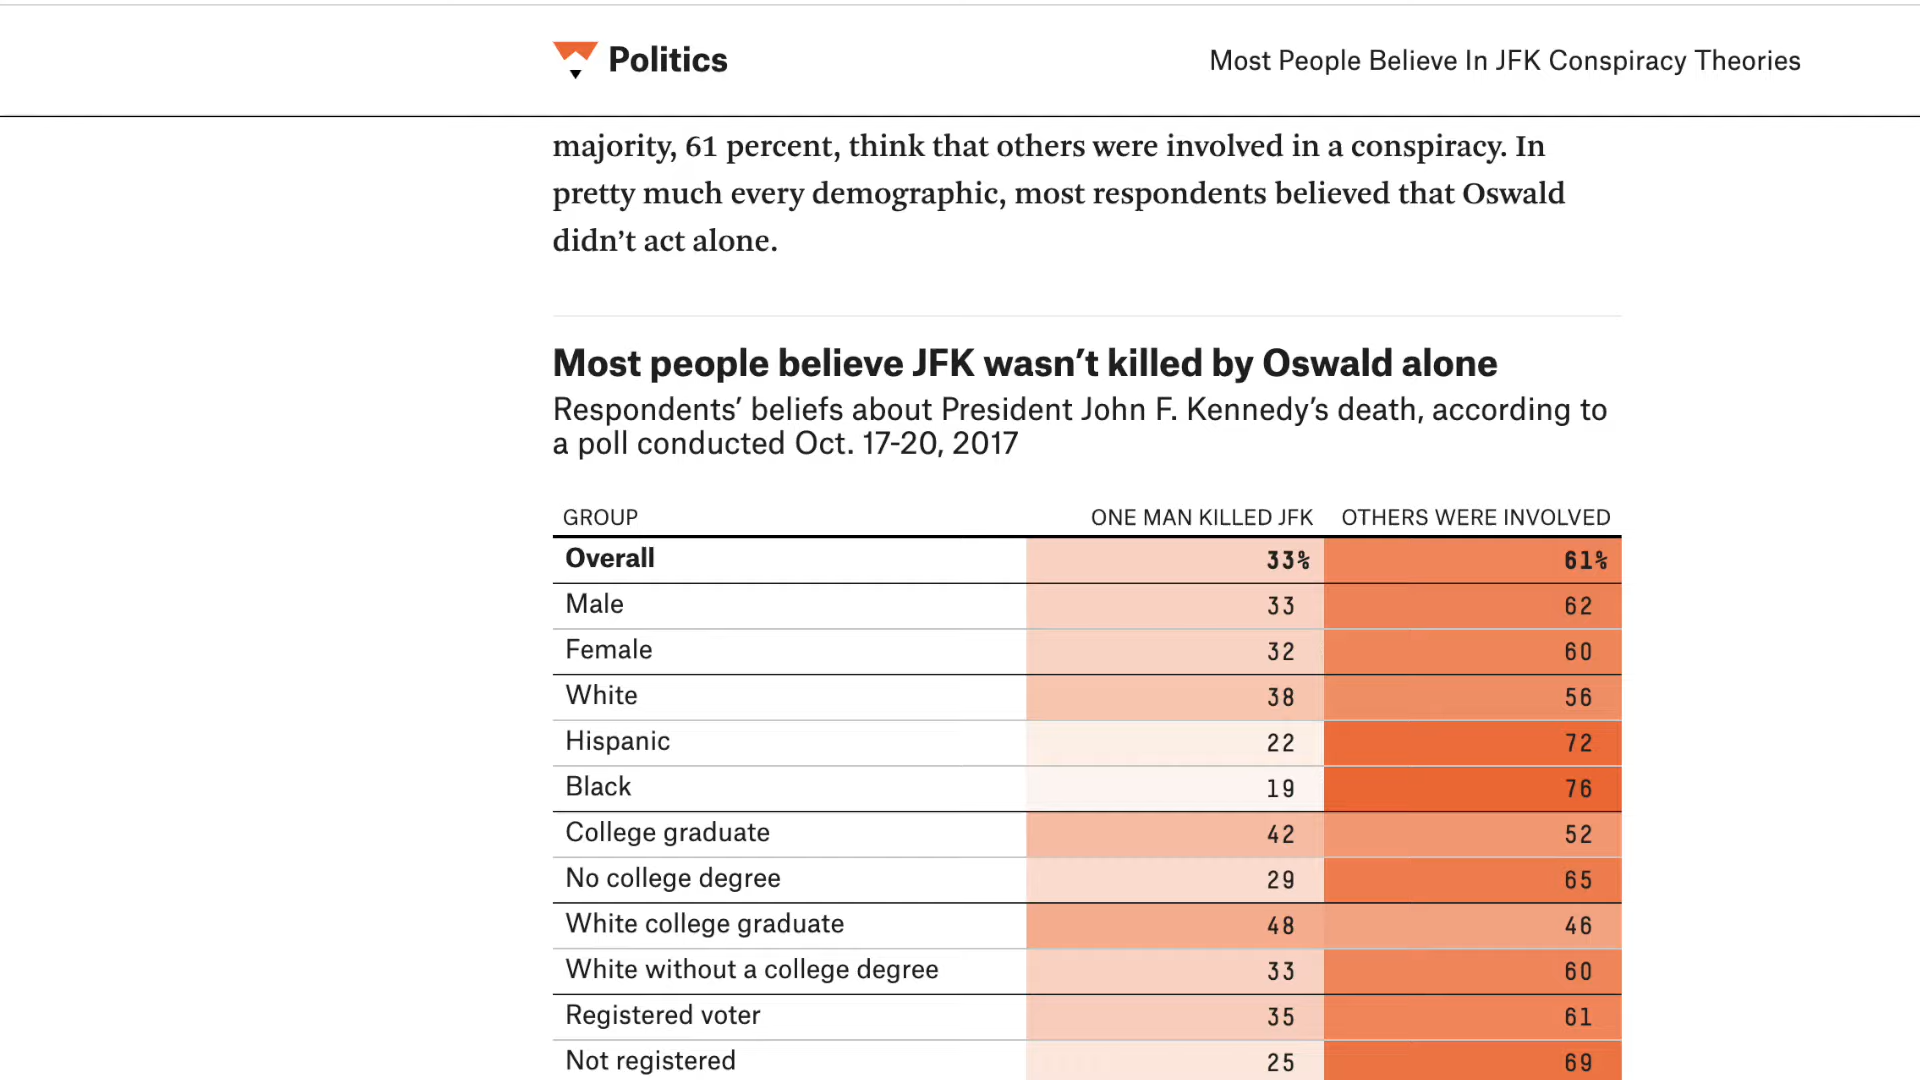 Politics
Most People Believe In JFK Conspiracy Theories
majority, 61 percent, think that others were involved in a conspiracy. In
pretty much every demographic, most respondents believed that Oswald
didn’t act alone.
Most people believe JFK wasn’t killed by Oswald alone
Respondents’ beliefs about President John F. Kennedy’s death, according to
a poll conducted Oct. 17-20, 2017
GROUP ONE MAN KILLED JFK OTHERS WERE INVOLVED
Overall 33% 61%
Male 33 62
Female 32 60
White 38 56
Hispanic 22 72
Black 19 76
College graduate 42 52
No college degree 29 65
White college graduate 48 46
White without a college degree 33 60
Registered voter 35 61
Not registered 25 69